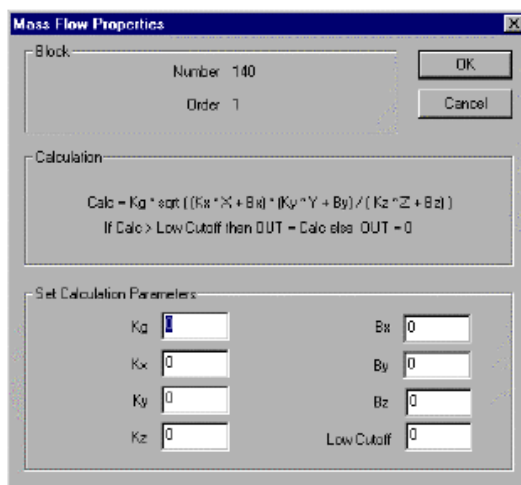 Mass Flow Properties
Block
Number 140
Order 1
OK
Cancel
Calculation
Calc = Kg * sqrt ( (Kx * X + Bx) * (Ky * Y + By) / ( Kz * Z + Bz) )
If Calc > Low Cutoff then OUT = Calc else OUT = 0
Set Calculation Parameters
Kg 0 Bx 0
Kx 0 By 0
Ky 0 Bz 0
Kz 0 Low Cutoff 0